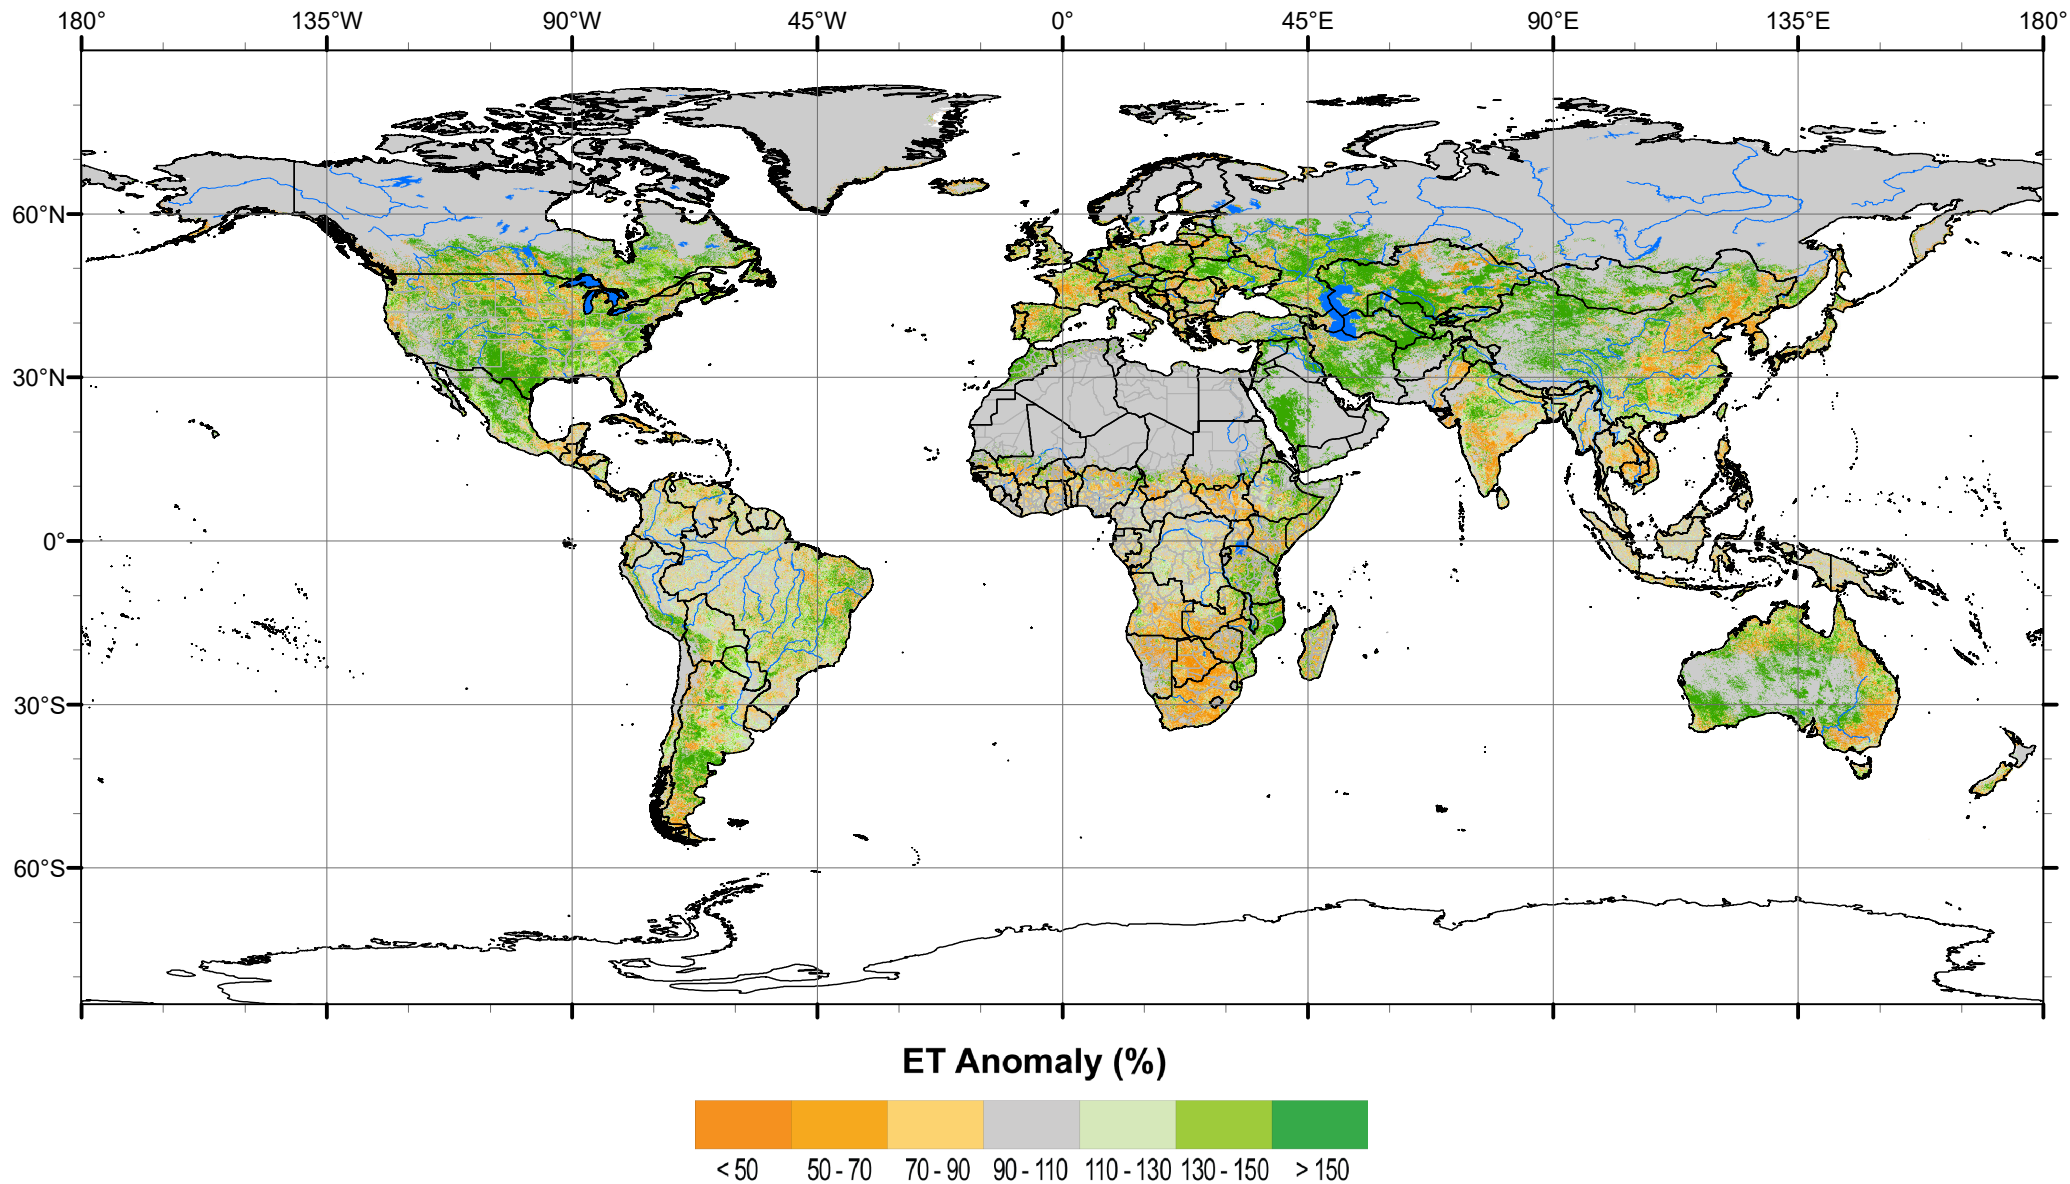 180° 135°W 90°W 45°W 0° 45°E 90°E 135°E 180°
60°N
30°N
0°
30°S
60°S
ET Anomaly (%)
< 50 50 - 70 70 - 90 90 - 110 110 - 130 130 - 150 > 150